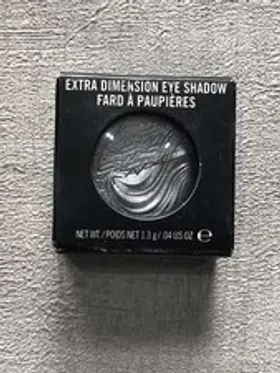 EXTRA DIMENSION EYE SHADOW
FARD À PAUPIÈRES
NET WT. / POIDS NET 1.3 g / .04 US OZ ℮